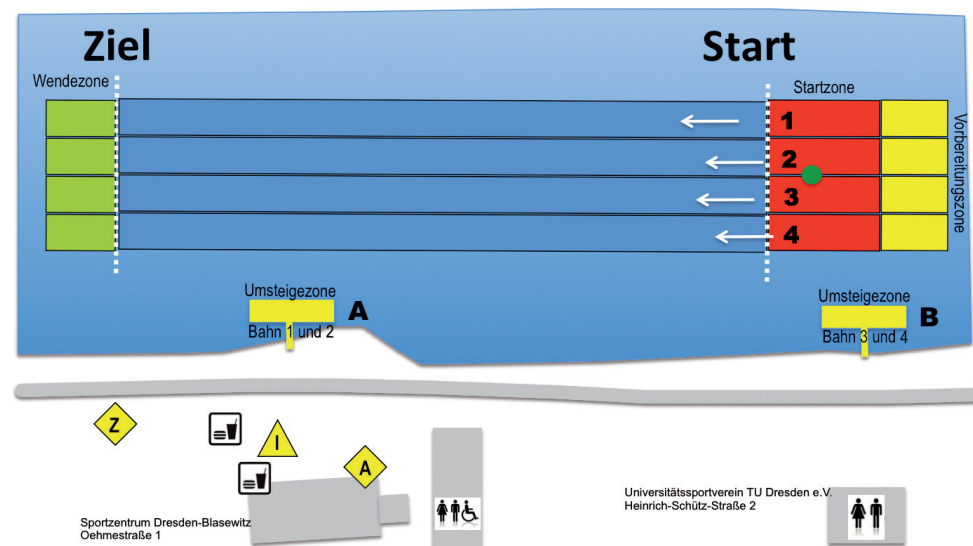 Ziel
Start
Wendezone
Startzone
1
2
3
4
Vorbereitungszone
Umsteigezone
A
Bahn 1 und 2
Umsteigezone
B
Bahn 3 und 4
Z
I
A
Sportzentrum Dresden-Blasewitz
Oehmestraße 1
Universitätssportverein TU Dresden e.V.
Heinrich-Schütz-Straße 2